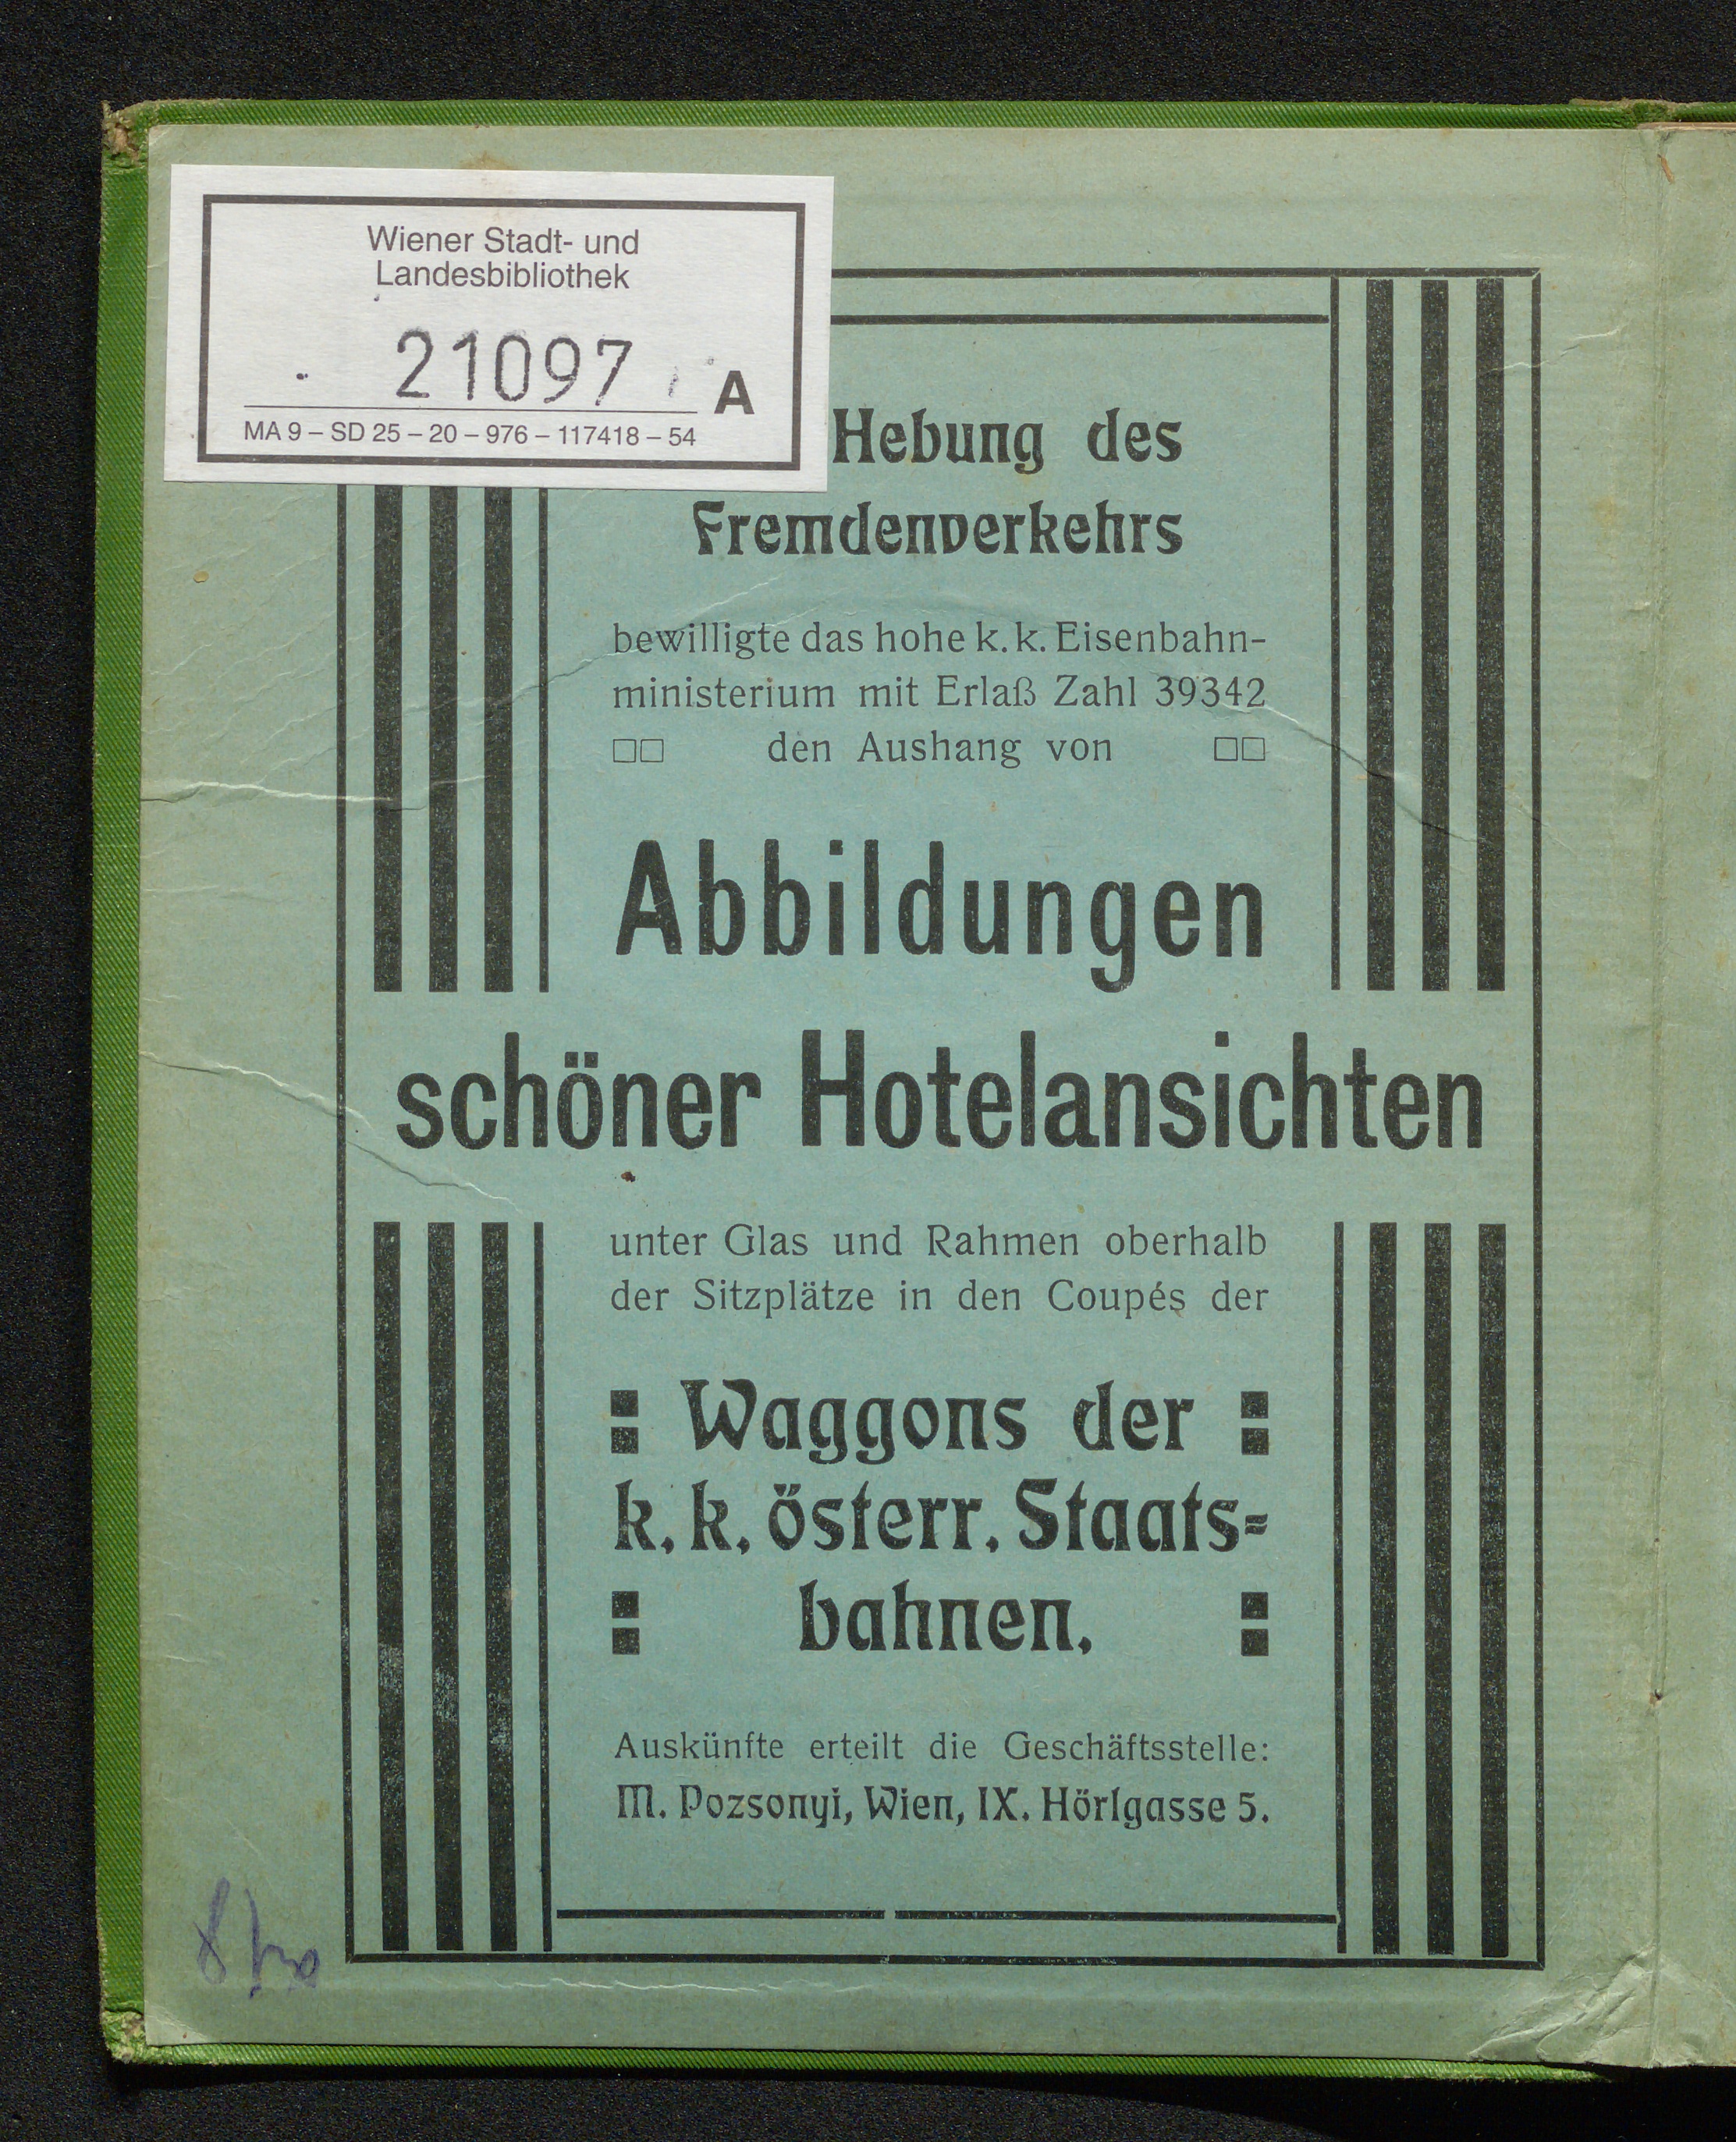 Wiener Stadt- und
Landesbibliothek
21097 A
MA 9 – SD 25 – 20 – 976 – 117418 – 54
Hebung des
Fremdenverkehrs
bewilligte das hohe k. k. Eisenbahn-
ministerium mit Erlaß Zahl 39342
den Aushang von
Abbildungen
schöner Hotelansichten
unter Glas und Rahmen oberhalb
der Sitzplätze in den Coupés der
Waggons der
k. k. österr. Staats-
bahnen.
Auskünfte erteilt die Geschäftsstelle:
M. Pozsonyi, Wien, IX. Hörlgasse 5.